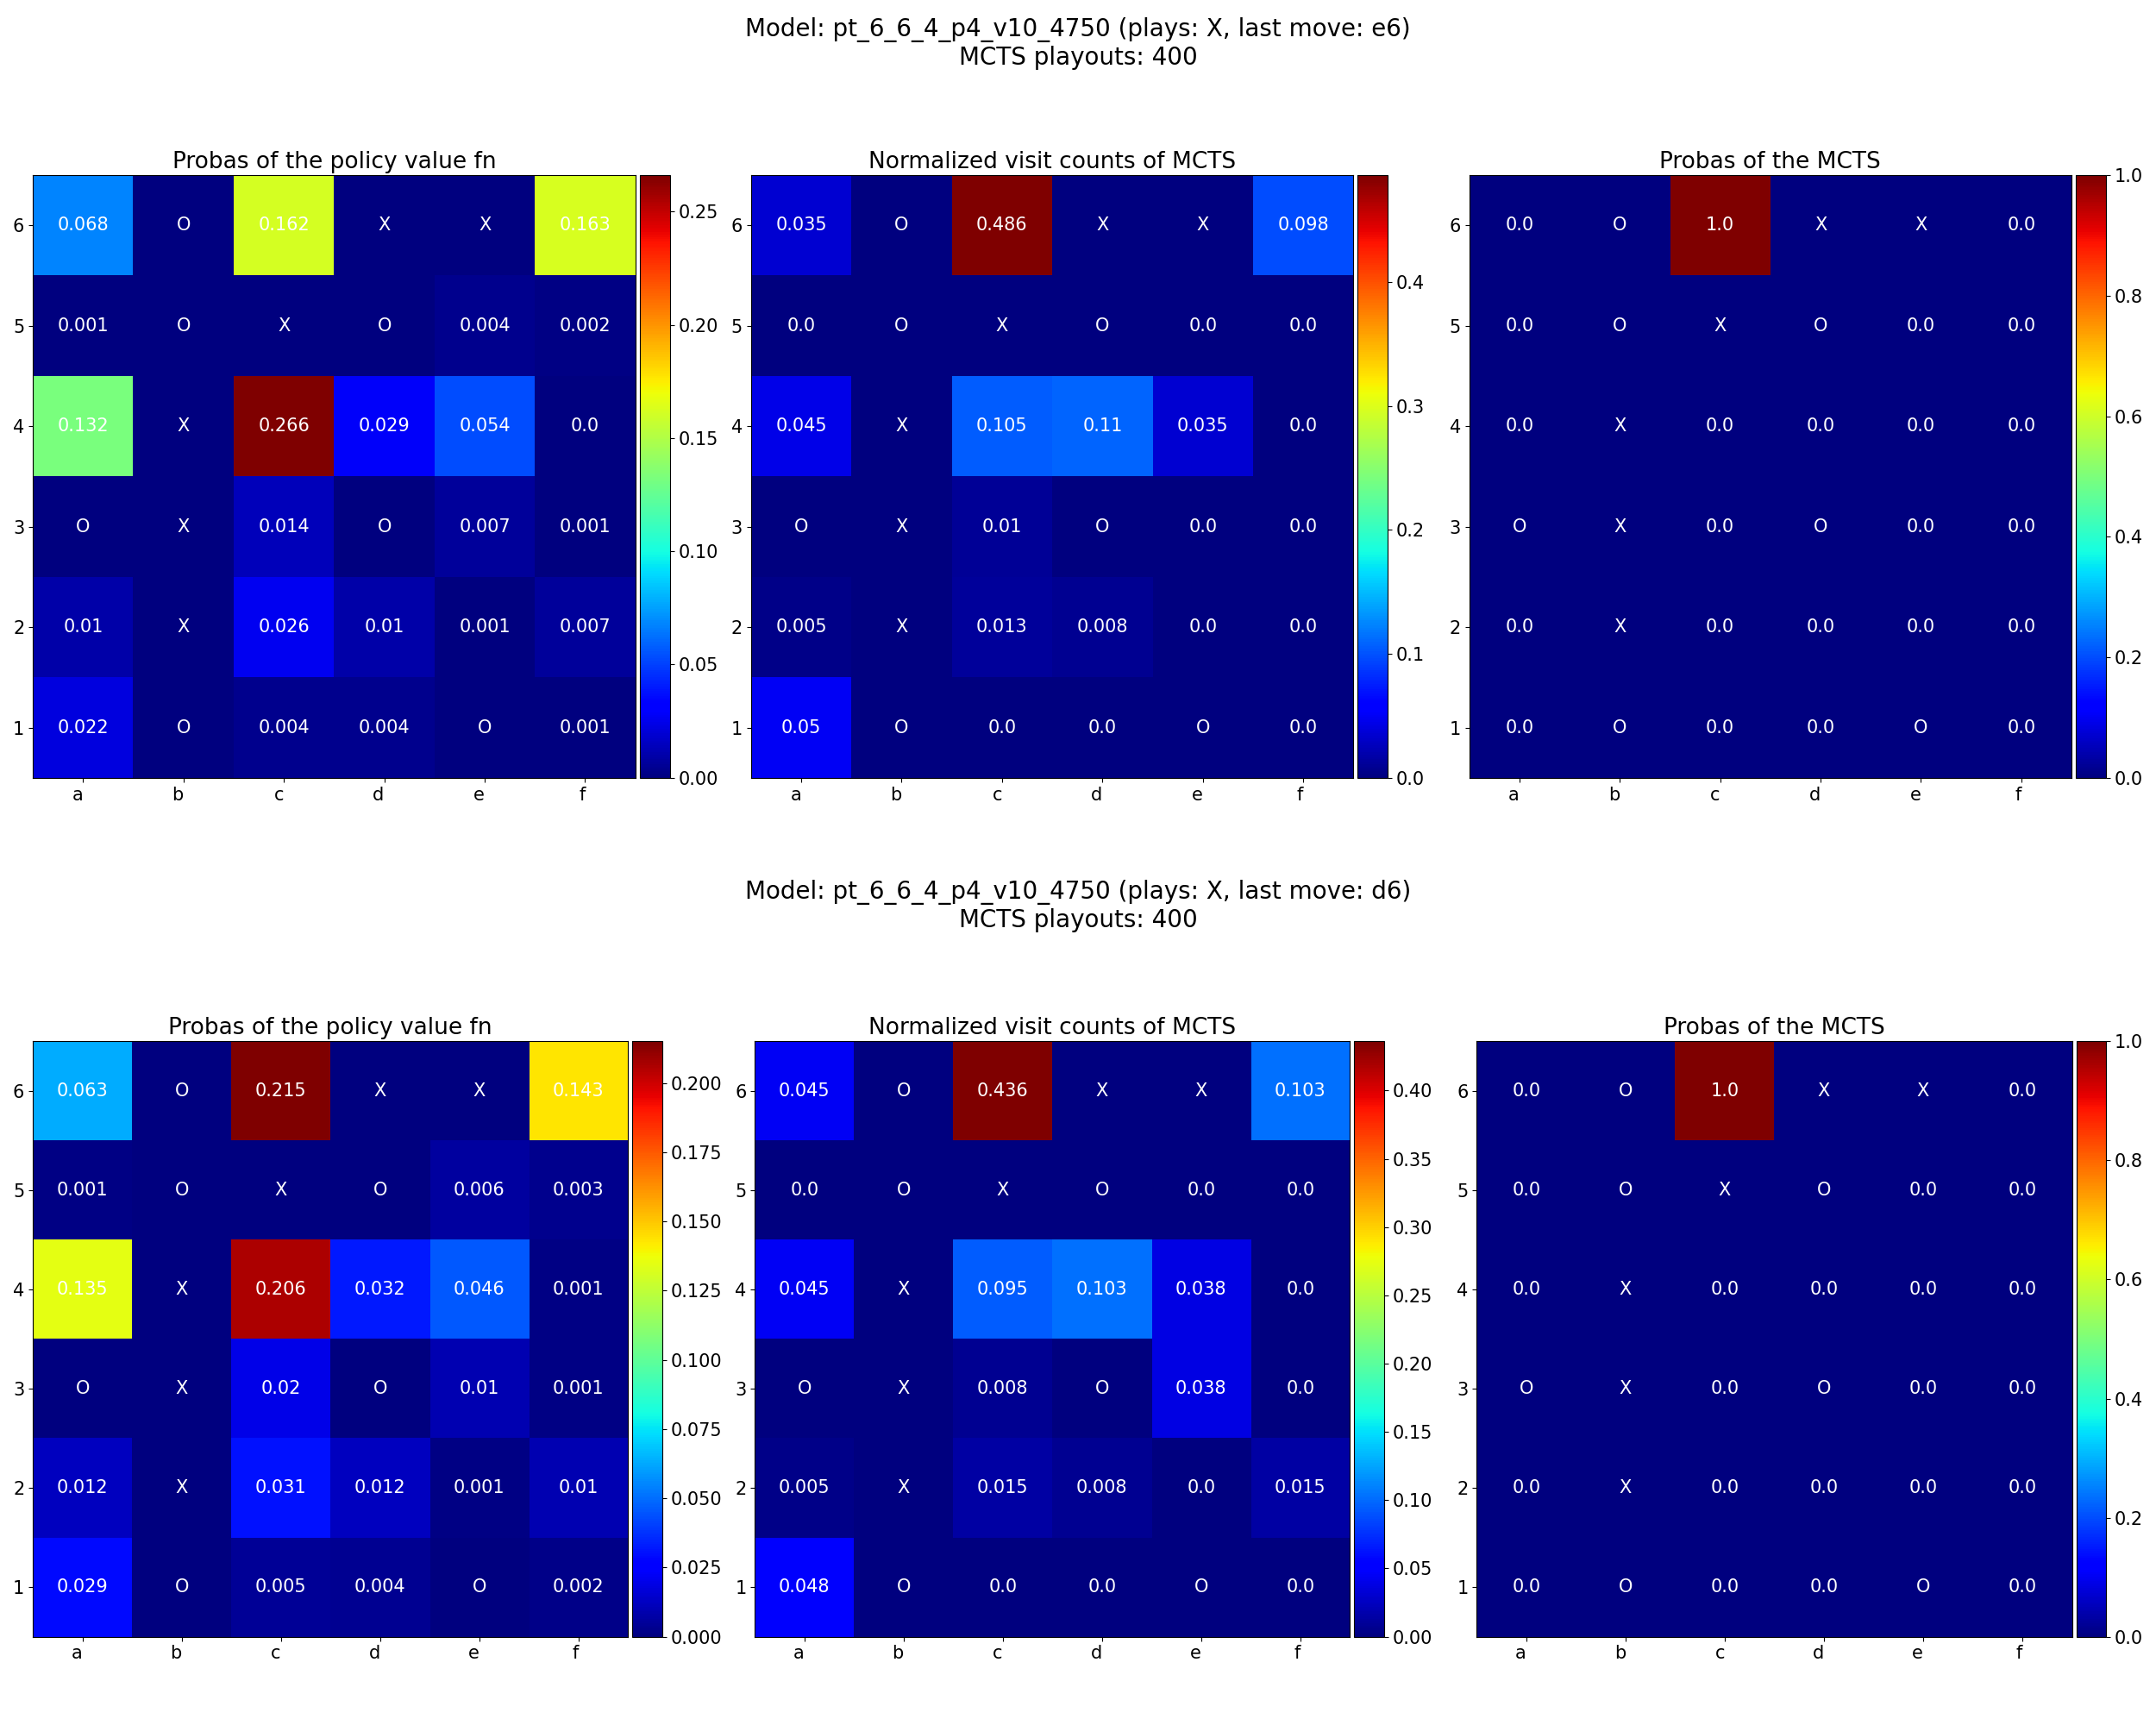 Model: pt_6_6_4_p4_v10_4750 (plays: X, last move: e6)
MCTS playouts: 400
Probas of the policy value fn
6 0.068 O 0.162 X X 0.163
5 0.001 O X O 0.004 0.002
4 0.132 X 0.266 0.029 0.054 0.0
3 O X 0.014 O 0.007 0.001
2 0.01 X 0.026 0.01 0.001 0.007
1 0.022 O 0.004 0.004 O 0.001
a b c d e f
0.25
0.20
0.15
0.10
0.05
0.00
Normalized visit counts of MCTS
6 0.035 O 0.486 X X 0.098
5 0.0 O X O 0.0 0.0
4 0.045 X 0.105 0.11 0.035 0.0
3 O X 0.01 O 0.0 0.0
2 0.005 X 0.013 0.008 0.0 0.0
1 0.05 O 0.0 0.0 O 0.0
a b c d e f
0.4
0.3
0.2
0.1
0.0
Probas of the MCTS
6 0.0 O 1.0 X X 0.0
5 0.0 O X O 0.0 0.0
4 0.0 X 0.0 0.0 0.0 0.0
3 O X 0.0 O 0.0 0.0
2 0.0 X 0.0 0.0 0.0 0.0
1 0.0 O 0.0 0.0 O 0.0
a b c d e f
1.0
0.8
0.6
0.4
0.2
0.0
Model: pt_6_6_4_p4_v10_4750 (plays: X, last move: d6)
MCTS playouts: 400
Probas of the policy value fn
6 0.063 O 0.215 X X 0.143
5 0.001 O X O 0.006 0.003
4 0.135 X 0.206 0.032 0.046 0.001
3 O X 0.02 O 0.01 0.001
2 0.012 X 0.031 0.012 0.001 0.01
1 0.029 O 0.005 0.004 O 0.002
a b c d e f
0.200
0.175
0.150
0.125
0.100
0.075
0.050
0.025
0.000
Normalized visit counts of MCTS
6 0.045 O 0.436 X X 0.103
5 0.0 O X O 0.0 0.0
4 0.045 X 0.095 0.103 0.038 0.0
3 O X 0.008 O 0.038 0.0
2 0.005 X 0.015 0.008 0.0 0.015
1 0.048 O 0.0 0.0 O 0.0
a b c d e f
0.40
0.35
0.30
0.25
0.20
0.15
0.10
0.05
0.00
Probas of the MCTS
6 0.0 O 1.0 X X 0.0
5 0.0 O X O 0.0 0.0
4 0.0 X 0.0 0.0 0.0 0.0
3 O X 0.0 O 0.0 0.0
2 0.0 X 0.0 0.0 0.0 0.0
1 0.0 O 0.0 0.0 O 0.0
a b c d e f
1.0
0.8
0.6
0.4
0.2
0.0